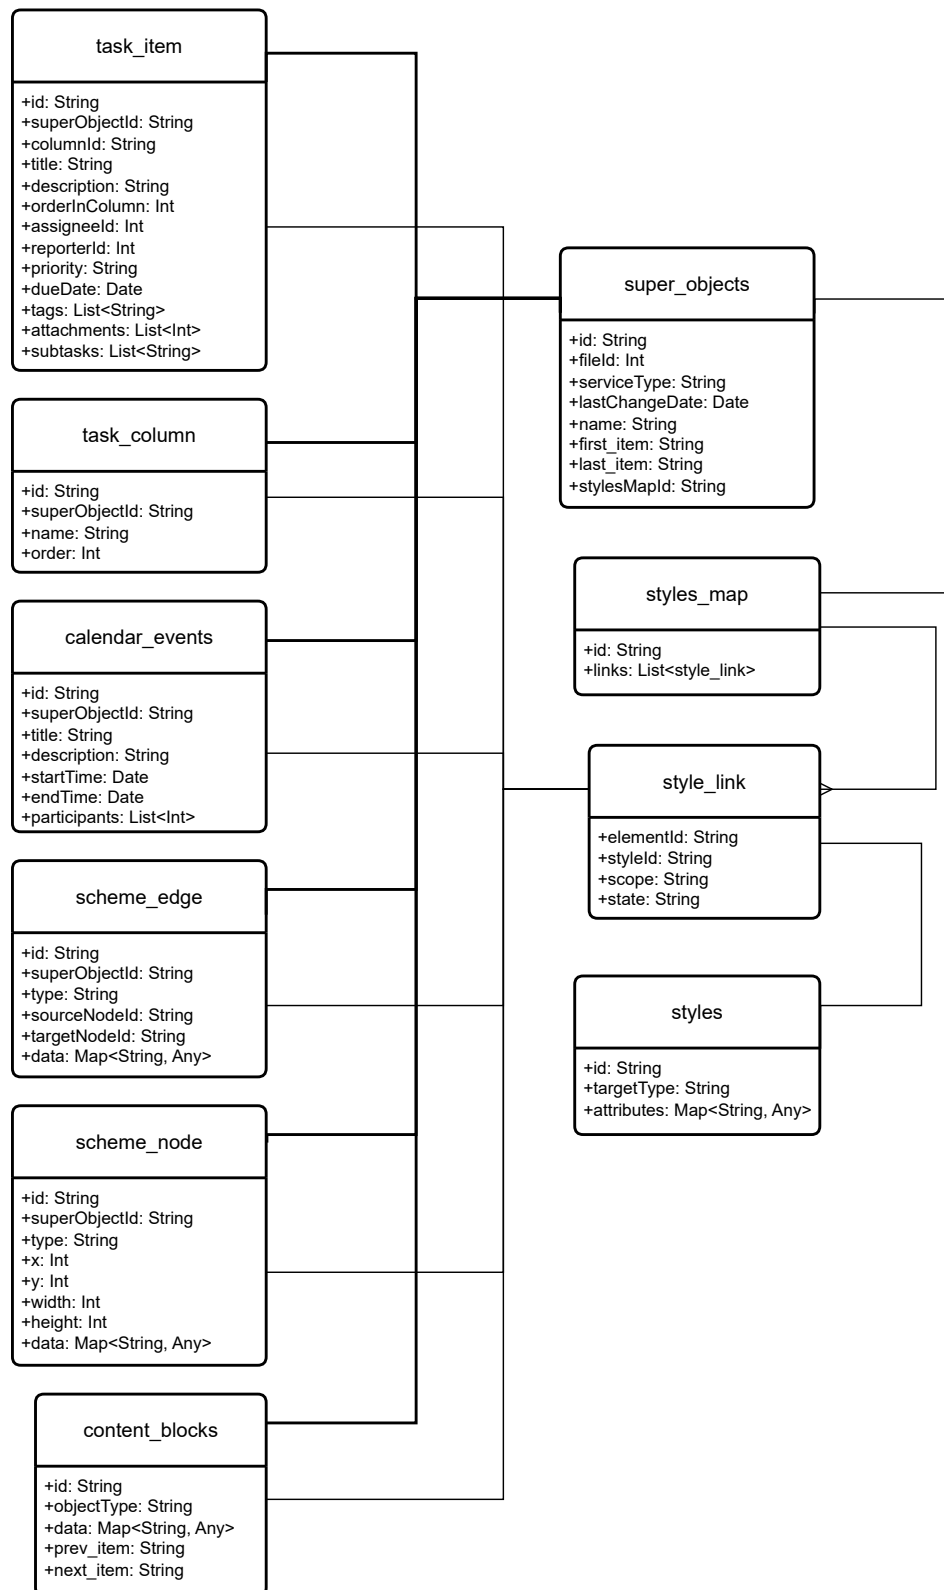 task_item
+id: String
+superObjectId: String
+columnId: String
+title: String
+description: String
+orderInColumn: Int
+assigneeId: Int
+reporterId: Int
+priority: String
+dueDate: Date
+tags: List<String>
+attachments: List<Int>
+subtasks: List<String>
task_column
+id: String
+superObjectId: String
+name: String
+order: Int
calendar_events
+id: String
+superObjectId: String
+title: String
+description: String
+startTime: Date
+endTime: Date
+participants: List<Int>
scheme_edge
+id: String
+superObjectId: String
+type: String
+sourceNodeId: String
+targetNodeId: String
+data: Map<String, Any>
scheme_node
+id: String
+superObjectId: String
+type: String
+x: Int
+y: Int
+width: Int
+height: Int
+data: Map<String, Any>
content_blocks
+id: String
+objectType: String
+data: Map<String, Any>
+prev_item: String
+next_item: String
super_objects
+id: String
+fileId: Int
+serviceType: String
+lastChangeDate: Date
+name: String
+first_item: String
+last_item: String
+stylesMapId: String
styles_map
+id: String
+links: List<style_link>
style_link
+elementId: String
+styleId: String
+scope: String
+state: String
styles
+id: String
+targetType: String
+attributes: Map<String, Any>